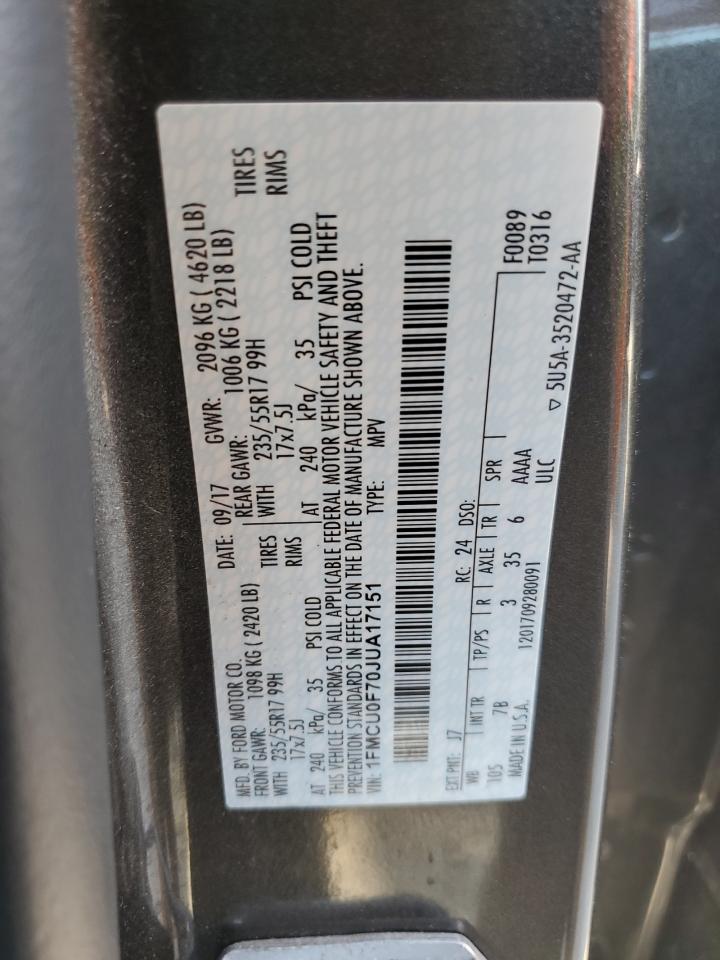 MFD. BY FORD MOTOR CO. DATE: 09/17 GVWR: 2096 KG ( 4620 LB)
FRONT GAWR: 1098 KG ( 2420 LB) REAR GAWR: 1006 KG ( 2218 LB)
WITH 235/55R17 99H TIRES WITH 235/55R17 99H TIRES
17x7.5J RIMS 17x7.5J RIMS
AT 240 kPa/ 35 PSI COLD AT 240 kPa/ 35 PSI COLD
THIS VEHICLE CONFORMS TO ALL APPLICABLE FEDERAL MOTOR VEHICLE SAFETY AND THEFT
PREVENTION STANDARDS IN EFFECT ON THE DATE OF MANUFACTURE SHOWN ABOVE.
VIN: 1FMCU0F70JUA17151 TYPE: MPV
EXT PNT: J7 RC: 24 DSO:
WB INT TR TP/PS R AXLE TR SPR F0089
105 7B 3 35 6 AAAA T0316
MADE IN U.S.A. 1201709280091 ULC
▽ 5U5A-3520472-AA